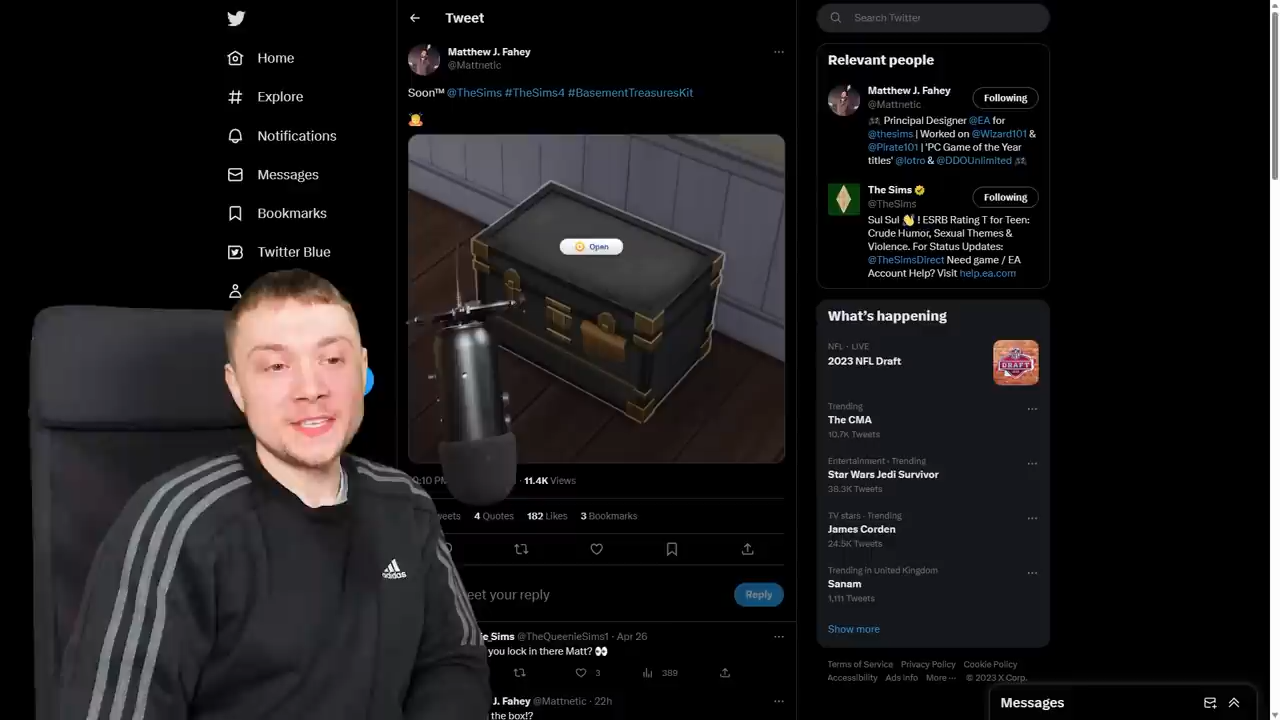 Home
Explore
Notifications
Messages
Bookmarks
Twitter Blue
Tweet
Matthew J. Fahey
@Mattnetic
Soon™ @TheSims #TheSims4 #BasementTreasuresKit
Open
11.4K Views
4 Quotes 182 Likes 3 Bookmarks
your reply
Reply
Sims @TheQueenieSims1 · Apr 26
you lock in there Matt?
3
389
J. Fahey @Mattnetic · 22h
the box!?
Search Twitter
Relevant people
Matthew J. Fahey
@Mattnetic
Following
Principal Designer @EA for
@thesims | Worked on @Wizard101 &
@Pirate101 | 'PC Game of the Year
titles' @lotro & @DDOUnlimited
The Sims
@TheSims
Following
Sul Sul ! ESRB Rating T for Teen:
Crude Humor, Sexual Themes &
Violence. For Status Updates:
@TheSimsDirect Need game / EA
Account Help? Visit help.ea.com
What's happening
NFL · LIVE
2023 NFL Draft
DRAFT
Trending
The CMA
10.7K Tweets
Entertainment · Trending
Star Wars Jedi Survivor
38.3K Tweets
TV stars · Trending
James Corden
24.5K Tweets
Trending in United Kingdom
Sanam
1,111 Tweets
Show more
Terms of Service Privacy Policy Cookie Policy
Accessibility Ads info More ··· © 2023 X Corp.
Messages
adidas